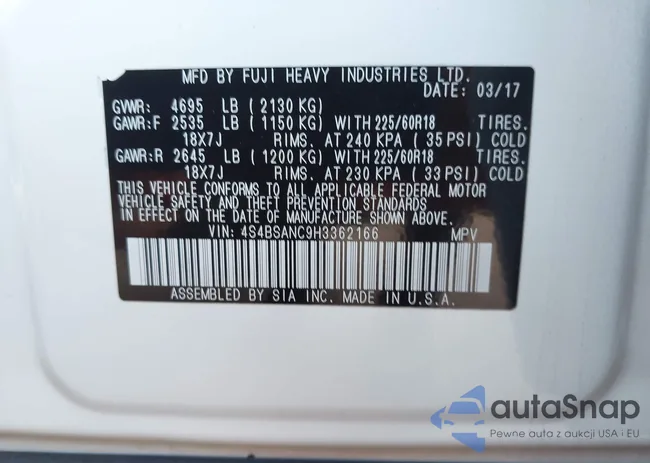 MFD BY FUJI HEAVY INDUSTRIES LTD.
DATE: 03/17
GVWR: 4695 LB ( 2130 KG)
GAWR:F 2535 LB ( 1150 KG) WITH 225/60R18 TIRES.
18X7J RIMS. AT 240 KPA ( 35 PSI) COLD
GAWR:R 2645 LB ( 1200 KG) WITH 225/60R18 TIRES.
18X7J RIMS. AT 230 KPA ( 33 PSI) COLD
THIS VEHICLE CONFORMS TO ALL APPLICABLE FEDERAL MOTOR
VEHICLE SAFETY AND THEFT PREVENTION STANDARDS
IN EFFECT ON THE DATE OF MANUFACTURE SHOWN ABOVE.
VIN: 4S4BSANC9H3362166 MPV
ASSEMBLED BY SIA INC. MADE IN U.S.A.
autaSnap
Pewne auta z aukcji USA i EU